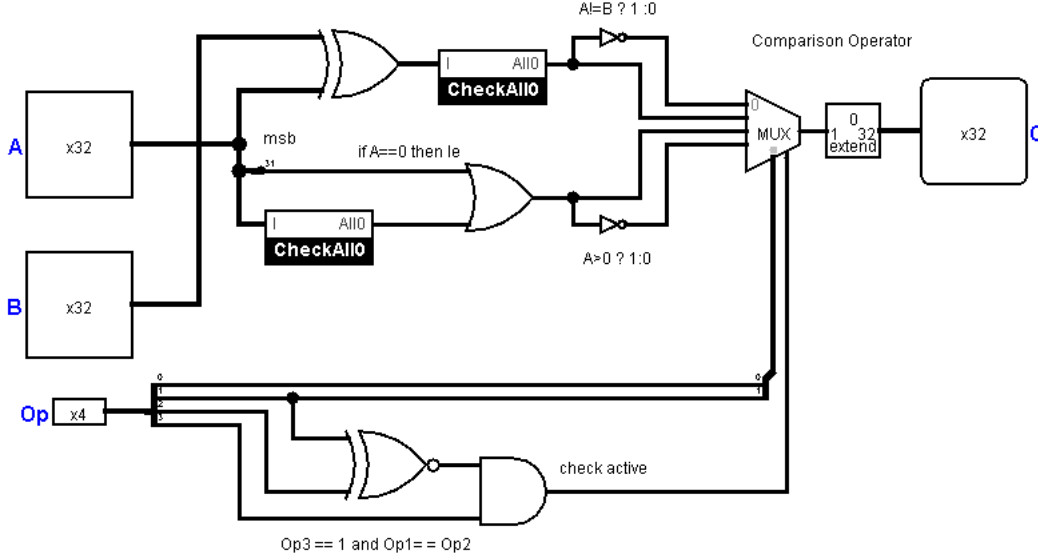 A!=B ? 1 :0
Comparison Operator
I All0
CheckAll0
0
MUX
0
1 32
extend
x32
C
A
x32
msb
31
if A==0 then le
I All0
CheckAll0
A>0 ? 1:0
B
x32
Op
x4
0
1
2
3
0
1
check active
Op3 == 1 and Op1== Op2